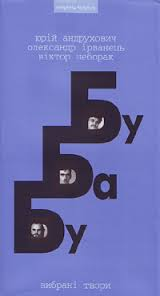 юрій андрухович
олександр ірванець
віктор неборак
Бу
Ба
Бу
вибрані твори